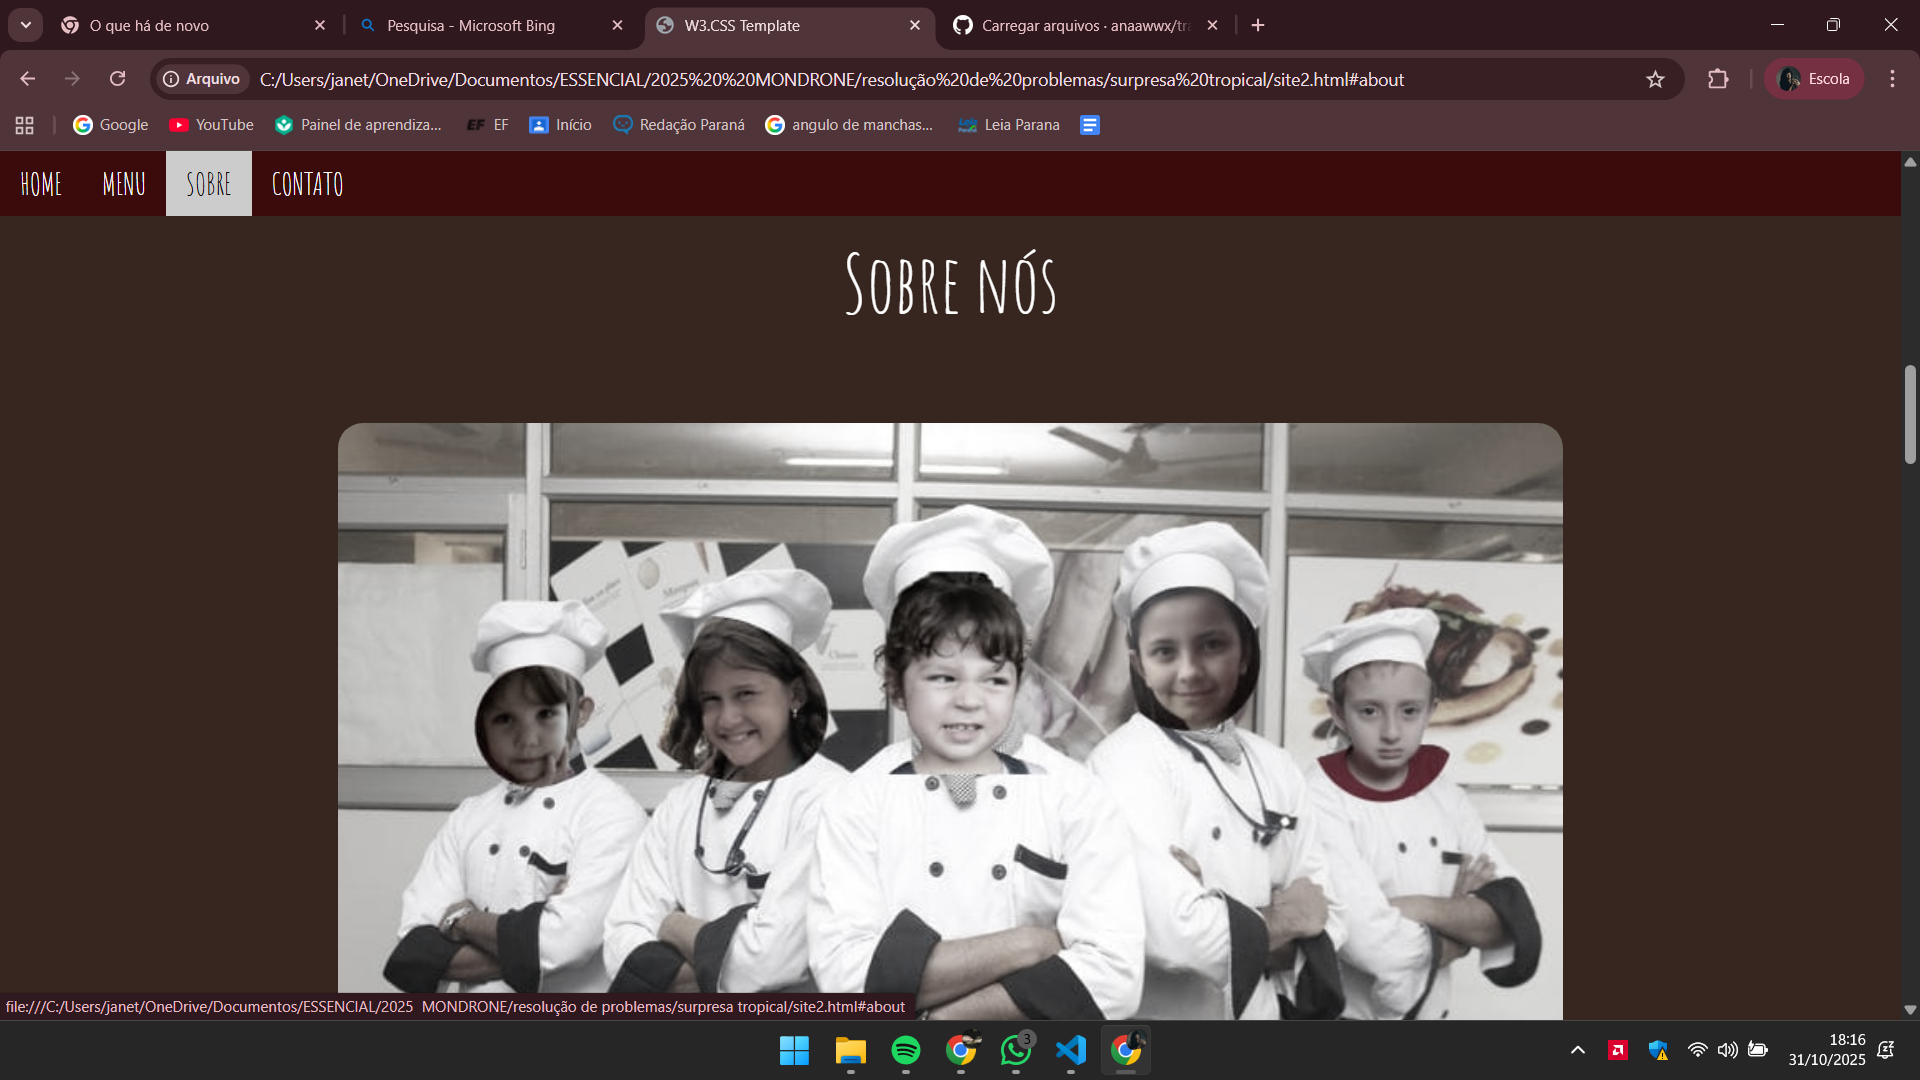 O que há de novo
Pesquisa - Microsoft Bing
W3.CSS Template
Carregar arquivos · anaawwx/tra
Arquivo
C:/Users/janet/OneDrive/Documentos/ESSENCIAL/2025%20%20MONDRONE/resolução%20de%20problemas/surpresa%20tropical/site2.html#about
Escola
Google
YouTube
Painel de aprendiza...
EF EF
Início
Redação Paraná
angulo de manchas...
Leia Parana
HOME
MENU
SOBRE
CONTATO
Sobre nós
file:///C:/Users/janet/OneDrive/Documentos/ESSENCIAL/2025  MONDRONE/resolução de problemas/surpresa tropical/site2.html#about
3
18:16
31/10/2025